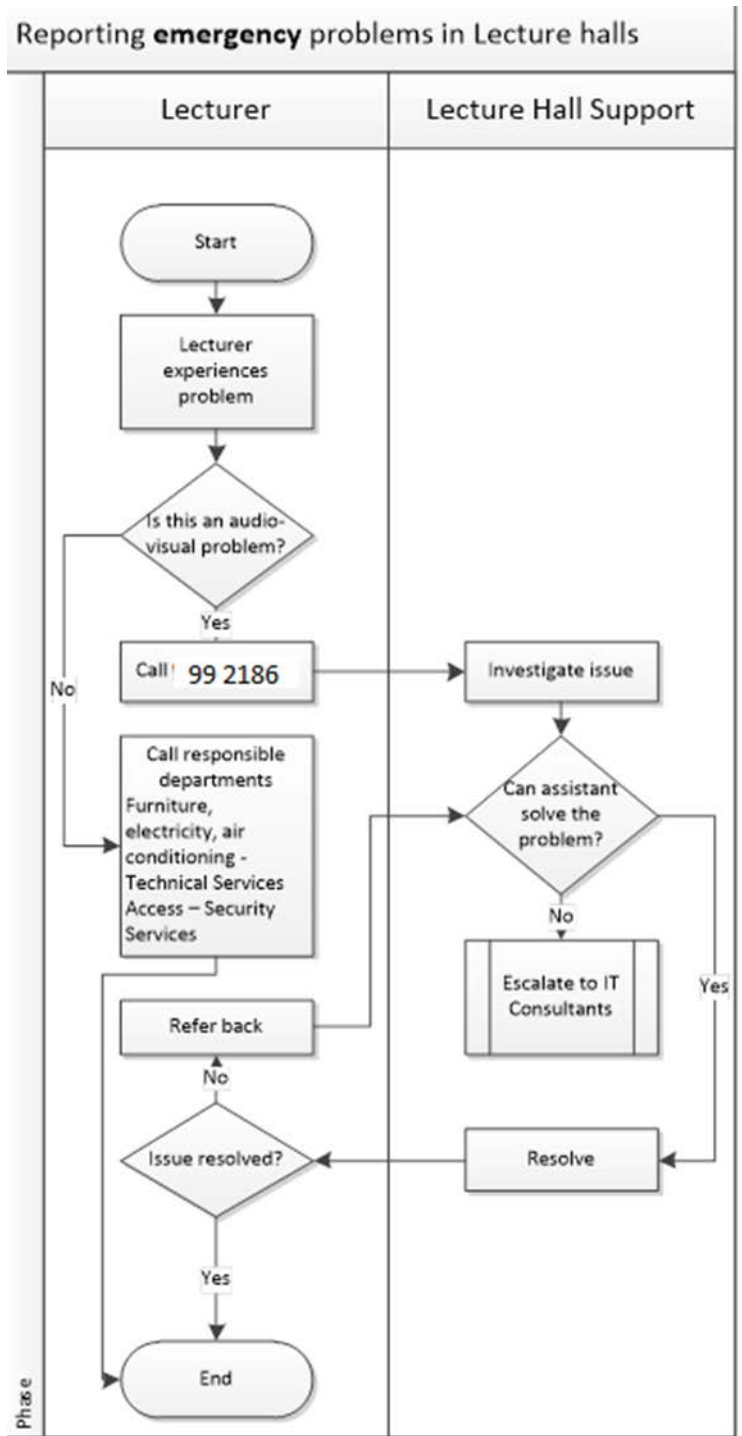 Reporting emergency problems in Lecture halls
Lecturer
Lecture Hall Support
Start
Lecturer
experiences
problem
Is this an audio-
visual problem?
Yes
No
Call 99 2186
Investigate issue
Call responsible
departments
Furniture,
electricity, air
conditioning -
Technical Services
Access – Security
Services
Can assistant
solve the
problem?
No
Yes
Escalate to IT
Consultants
Refer back
No
Issue resolved?
Resolve
Yes
End
Phase